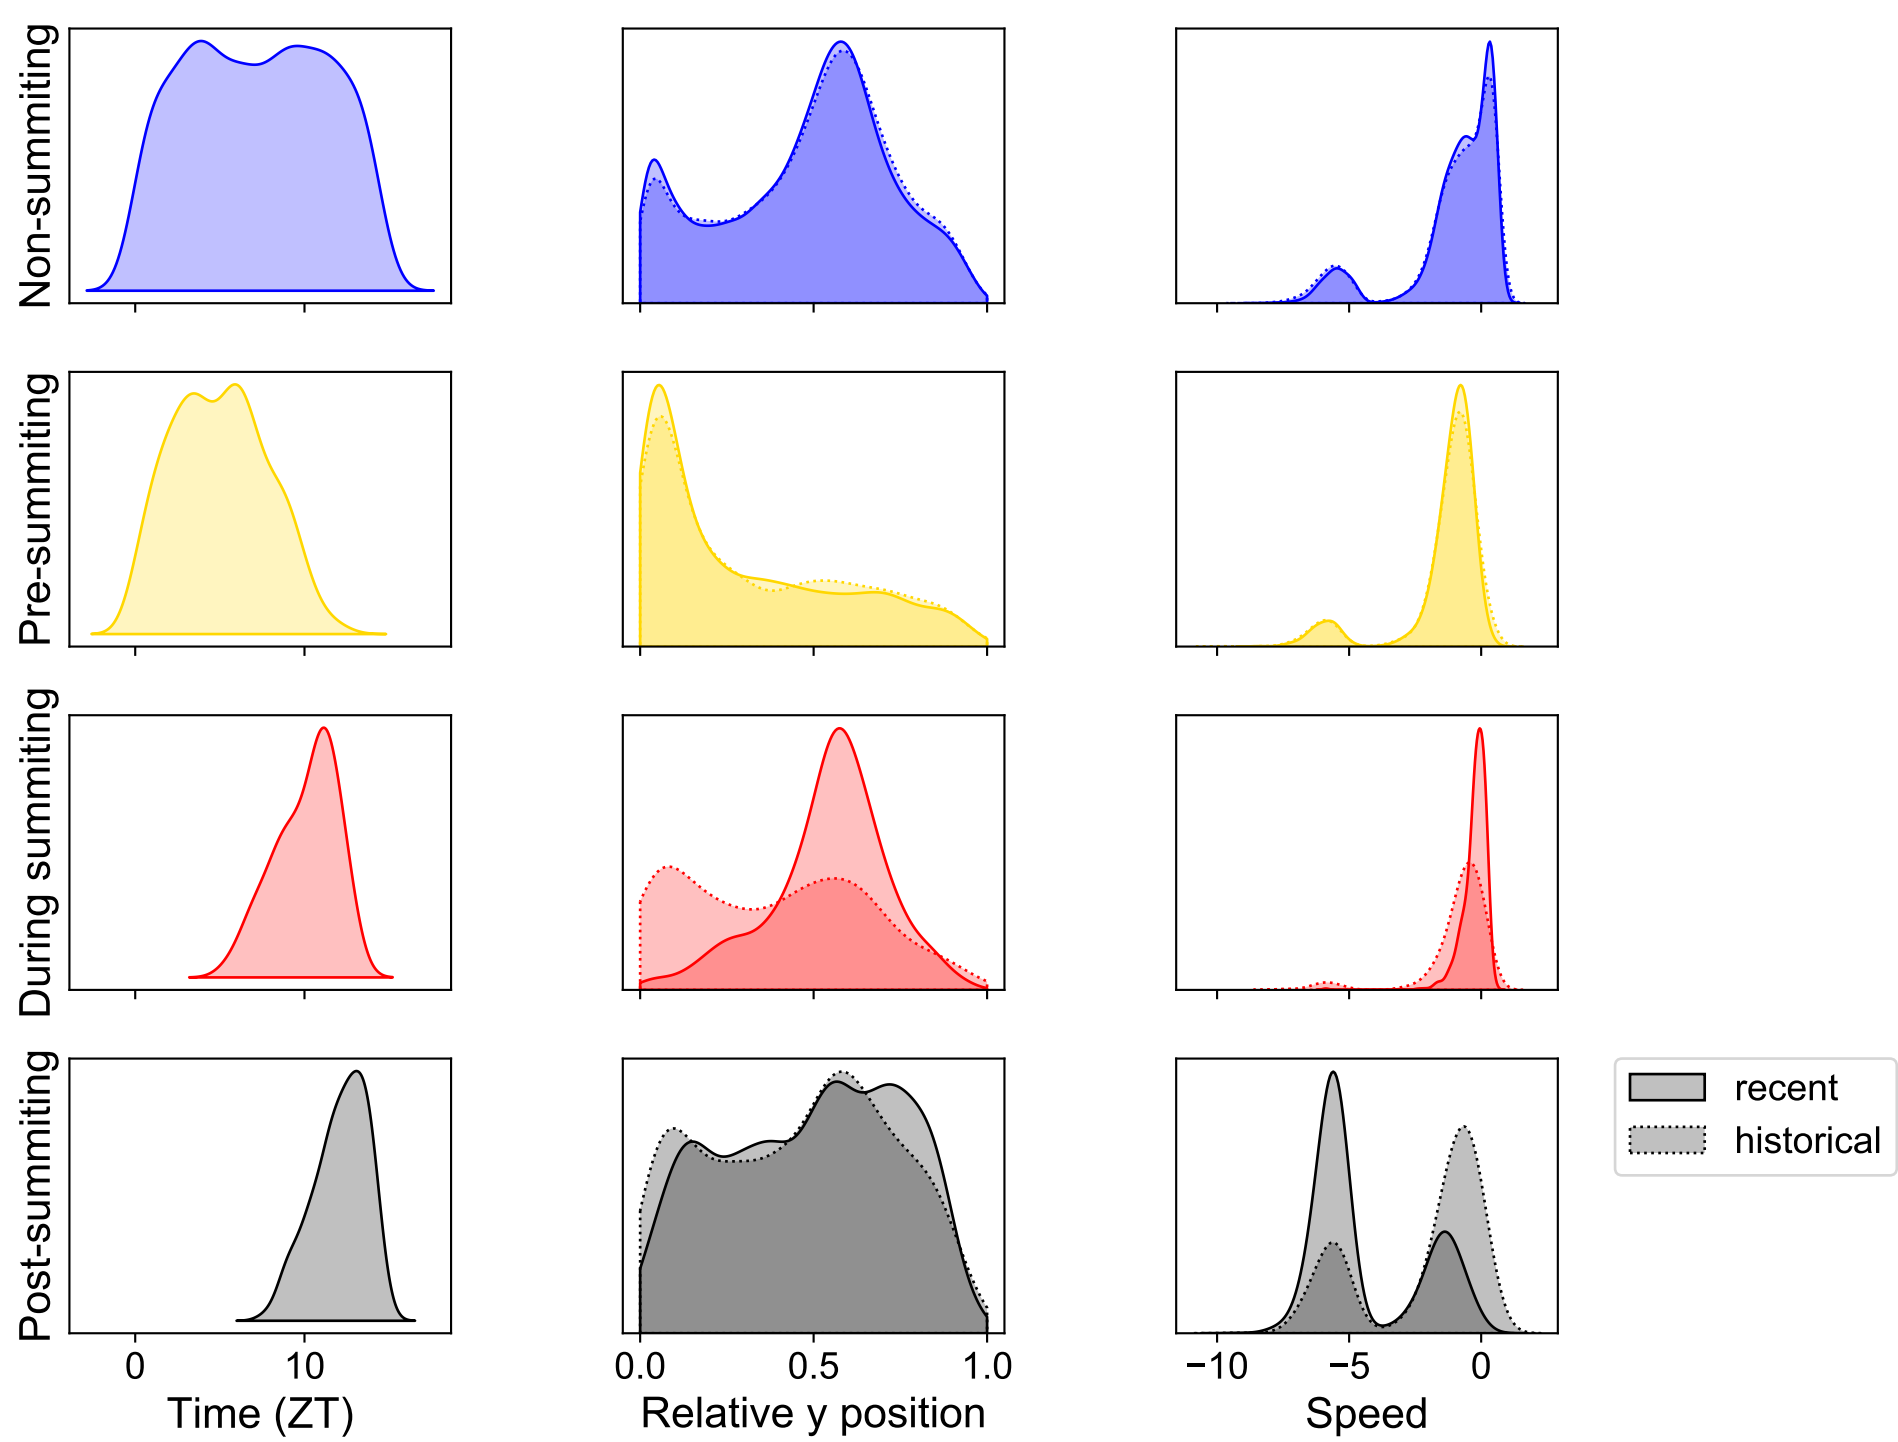 Non-summiting
Pre-summiting
During summiting
Post-summiting
recent
historical
0 10
0.0 0.5 1.0
−10 −5 0
Time (ZT)
Relative y position
Speed